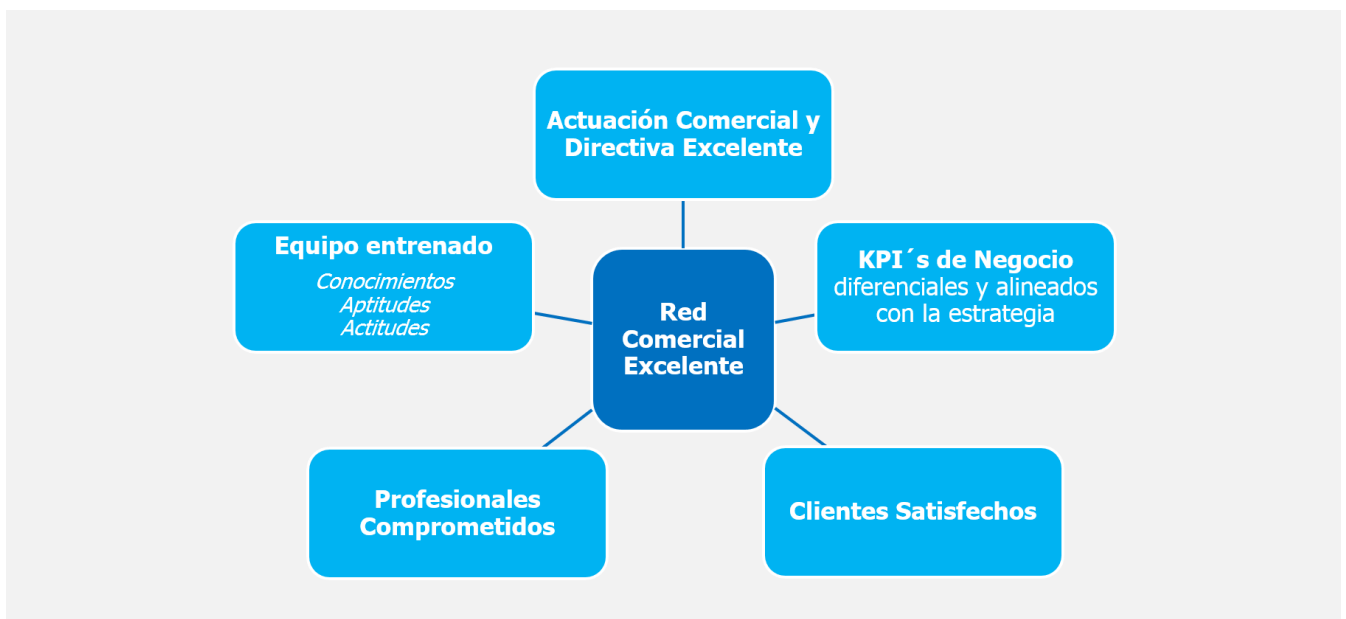 Actuación Comercial y
Directiva Excelente
Equipo entrenado
Conocimientos
Aptitudes
Actitudes
KPI´s de Negocio
diferenciales y alineados
con la estrategia
Red
Comercial
Excelente
Profesionales
Comprometidos
Clientes Satisfechos